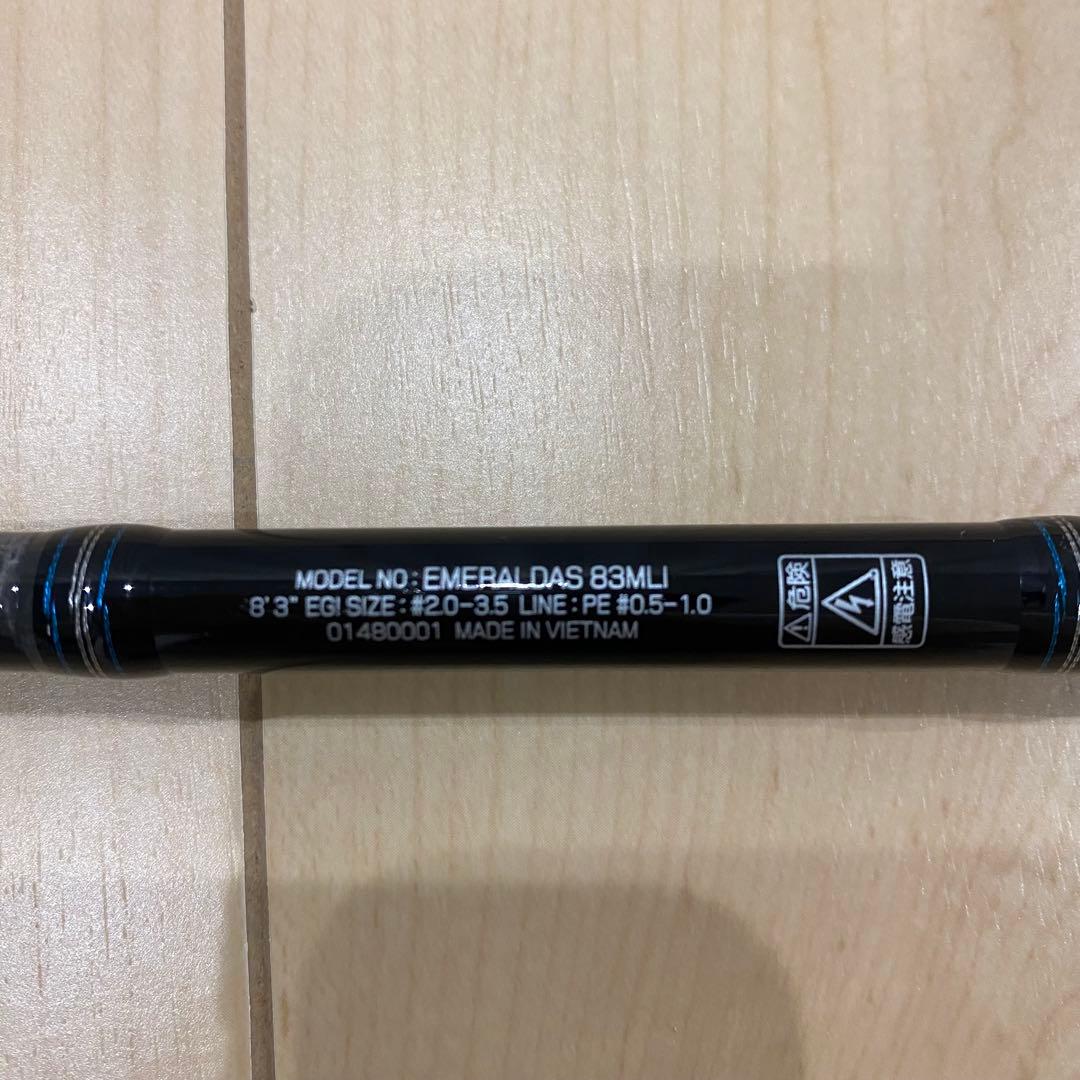 MODEL NO : EMERALDAS 83MLI
8' 3" EGI SIZE : #2.0-3.5 LINE : PE #0.5-1.0
01480001 MADE IN VIETNAM
危険
感電注意